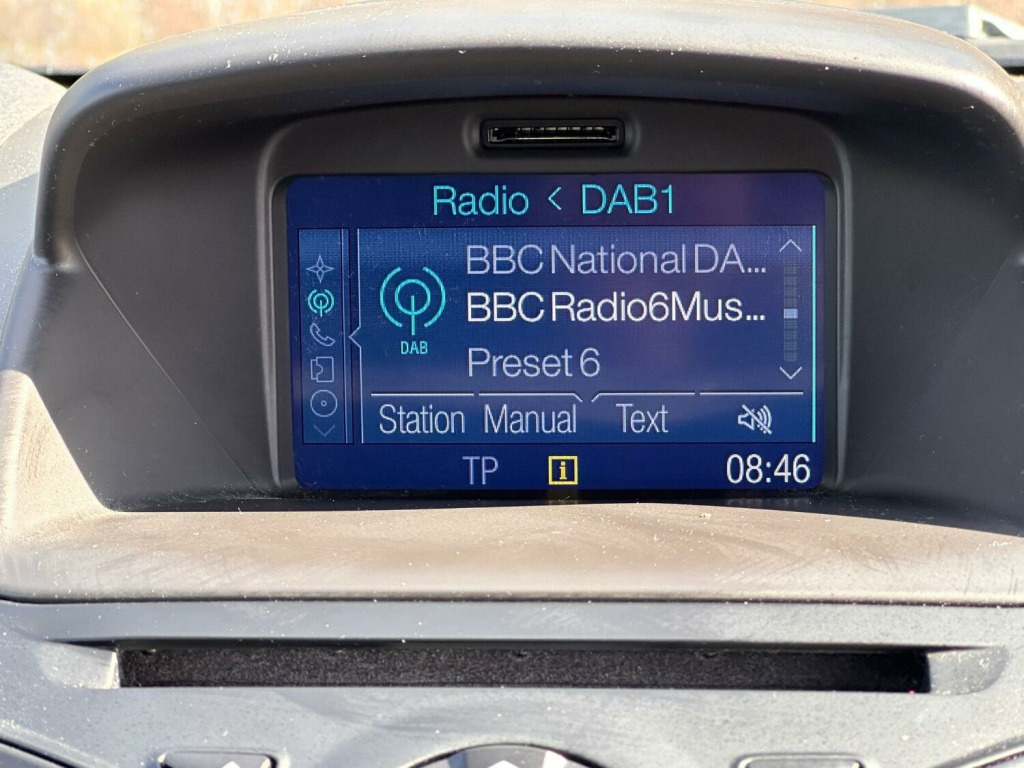 Radio < DAB1
BBC National DA...
BBC Radio6Mus...
DAB
Preset 6
Station Manual Text
TP i 08:46